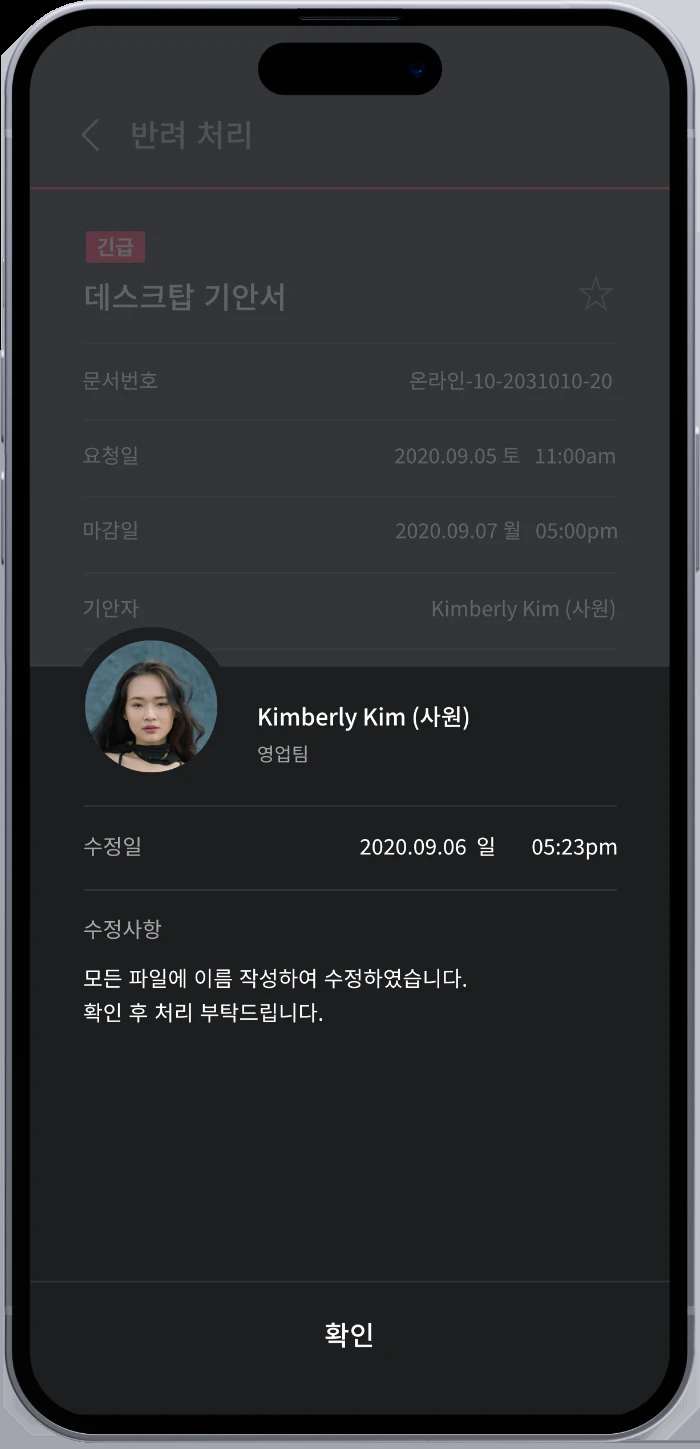 반려 처리
긴급
데스크탑 기안서
문서번호 온라인-10-2031010-20
요청일 2020.09.05 토 11:00am
마감일 2020.09.07 월 05:00pm
기안자 Kimberly Kim (사원)
Kimberly Kim (사원)
영업팀
수정일 2020.09.06 일 05:23pm
수정사항
모든 파일에 이름 작성하여 수정하였습니다.
확인 후 처리 부탁드립니다.
확인